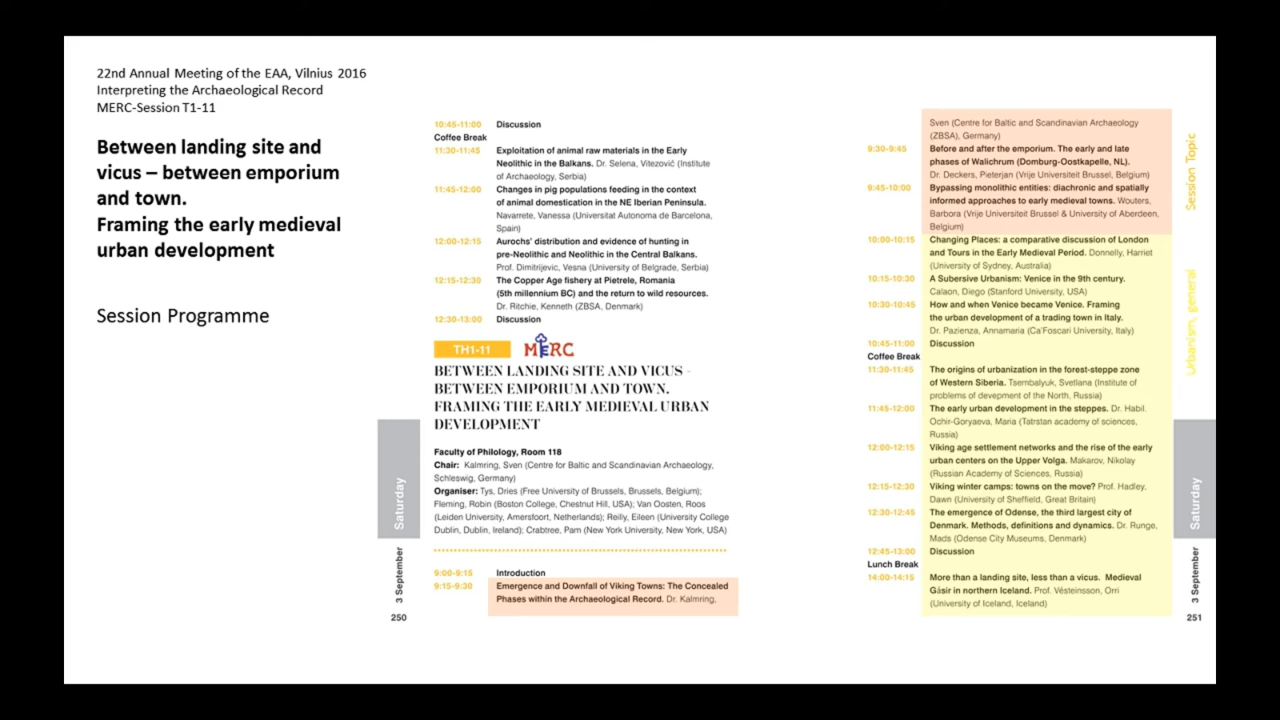 22nd Annual Meeting of the EAA, Vilnius 2016
Interpreting the Archaeological Record
MERC-Session T1-11
Between landing site and
vicus – between emporium
and town.
Framing the early medieval
urban development
Session Programme
10:45-11:00 Discussion
Coffee Break
11:30-11:45 Exploitation of animal raw materials in the Early
Neolithic in the Balkans. Dr. Selena, Vitezović (Institute
of Archaeology, Serbia)
11:45-12:00 Changes in pig populations feeding in the context
of animal domestication in the NE Iberian Peninsula.
Navarrete, Vanessa (Universitat Autonoma de Barcelona,
Spain)
12:00-12:15 Aurochs' distribution and evidence of hunting in
pre-Neolithic and Neolithic in the Central Balkans.
Prof. Dimitrijevic, Vesna (University of Belgrade, Serbia)
12:15-12:30 The Copper Age fishery at Pietrele, Romania
(5th millennium BC) and the return to wild resources.
Dr. Ritchie, Kenneth (ZBSA, Denmark)
12:30-13:00 Discussion
TH1-11 MERC
BETWEEN LANDING SITE AND VICUS -
BETWEEN EMPORIUM AND TOWN.
FRAMING THE EARLY MEDIEVAL URBAN
DEVELOPMENT
Faculty of Philology, Room 118
Chair: Kalmring, Sven (Centre for Baltic and Scandinavian Archaeology,
Schleswig, Germany)
Organiser: Tys, Dries (Free University of Brussels, Brussels, Belgium);
Fleming, Robin (Boston College, Chestnut Hill, USA); Van Oosten, Roos
(Leiden University, Amersfoort, Netherlands); Reilly, Eileen (University College
Dublin, Dublin, Ireland); Crabtree, Pam (New York University, New York, USA)
9:00-9:15 Introduction
9:15-9:30 Emergence and Downfall of Viking Towns: The Concealed
Phases within the Archaeological Record. Dr. Kalmring,
Saturday
3 September
250
Sven (Centre for Baltic and Scandinavian Archaeology
(ZBSA), Germany)
9:30-9:45 Before and after the emporium. The early and late
phases of Walichrum (Domburg-Oostkapelle, NL).
Dr. Deckers, Pieterjan (Vrije Universiteit Brussel, Belgium)
9:45-10:00 Bypassing monolithic entities: diachronic and spatially
informed approaches to early medieval towns. Wouters,
Barbora (Vrije Universiteit Brussel & University of Aberdeen,
Belgium)
10:00-10:15 Changing Places: a comparative discussion of London
and Tours in the Early Medieval Period. Donnelly, Harriet
(University of Sydney, Australia)
10:15-10:30 A Subersive Urbanism: Venice in the 9th century.
Calaon, Diego (Stanford University, USA)
10:30-10:45 How and when Venice became Venice. Framing
the urban development of a trading town in Italy.
Dr. Pazienza, Annamaria (Ca'Foscari University, Italy)
10:45-11:00 Discussion
Coffee Break
11:30-11:45 The origins of urbanization in the forest-steppe zone
of Western Siberia. Tsembalyuk, Svetlana (Institute of
problems of devepment of the North, Russia)
11:45-12:00 The early urban development in the steppes. Dr. Habil.
Ochir-Goryaeva, Maria (Tatrstan academy of sciences,
Russia)
12:00-12:15 Viking age settlement networks and the rise of the early
urban centers on the Upper Volga. Makarov, Nikolay
(Russian Academy of Sciences, Russia)
12:15-12:30 Viking winter camps: towns on the move? Prof. Hadley,
Dawn (University of Sheffield, Great Britain)
12:30-12:45 The emergence of Odense, the third largest city of
Denmark. Methods, definitions and dynamics. Dr. Runge,
Mads (Odense City Museums, Denmark)
12:45-13:00 Discussion
Lunch Break
14:00-14:15 More than a landing site, less than a vicus. Medieval
Gásir in northern Iceland. Prof. Vésteinsson, Orri
(University of Iceland, Iceland)
Session Topic
Urbanism, general
Saturday
3 September
251